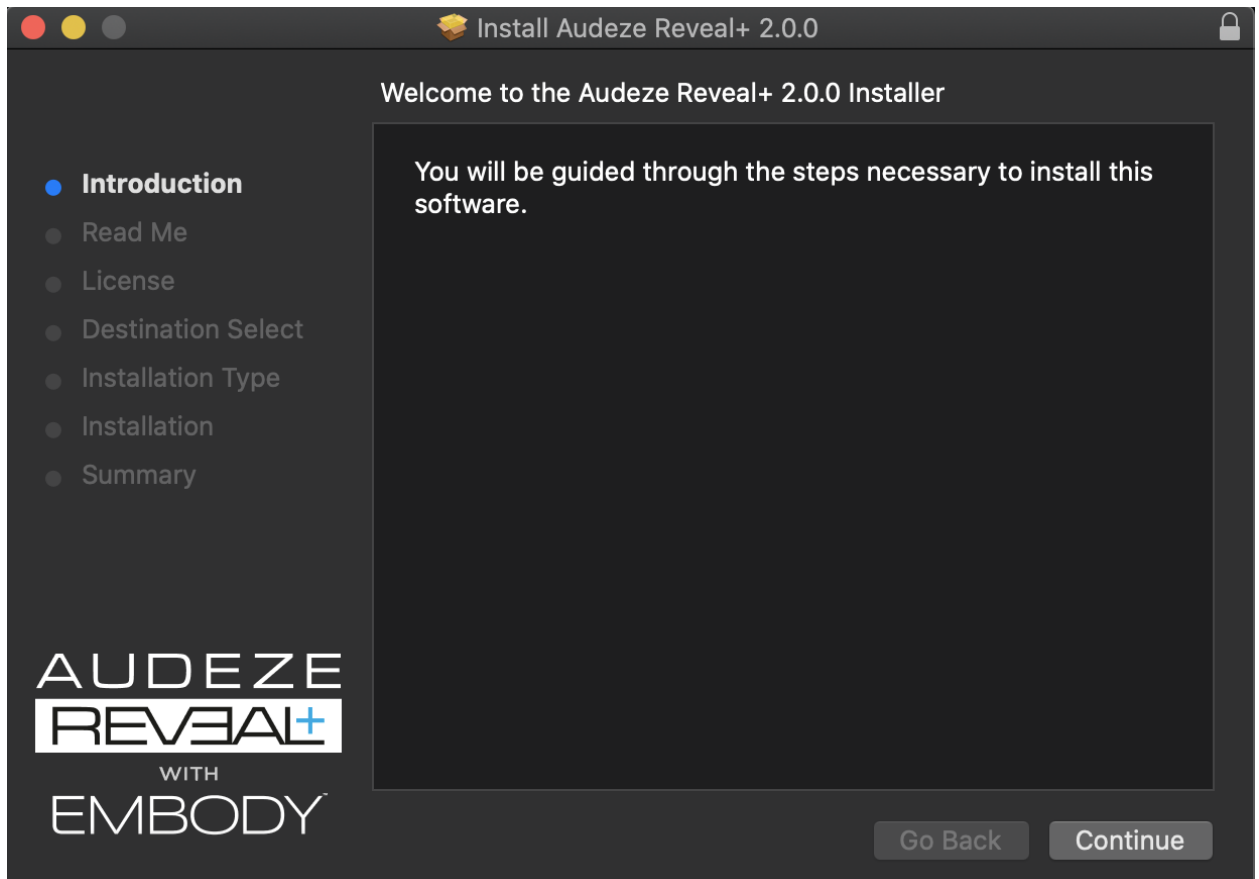 Install Audeze Reveal+ 2.0.0
Welcome to the Audeze Reveal+ 2.0.0 Installer
Introduction
Read Me
License
Destination Select
Installation Type
Installation
Summary
You will be guided through the steps necessary to install this
software.
AUDEZE
REVEAL+
WITH
EMBODY™
Go Back
Continue